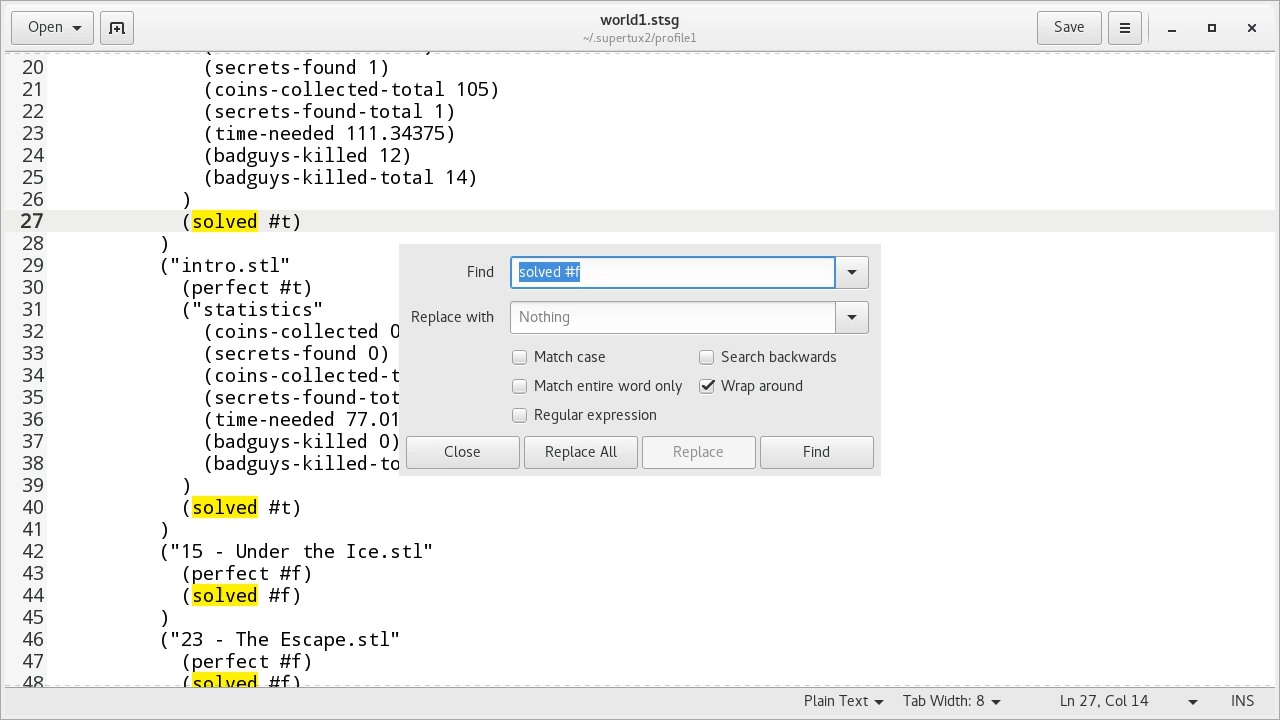 Open
world1.stsg
~/.supertux2/profile1
Save
20 (secrets-found 1)
21 (coins-collected-total 105)
22 (secrets-found-total 1)
23 (time-needed 111.34375)
24 (badguys-killed 12)
25 (badguys-killed-total 14)
26 )
27 (solved #t)
28 )
29 ("intro.stl"
30 (perfect #t)
31 ("statistics"
32 (coins-collected 0
33 (secrets-found 0)
34 (coins-collected-t
35 (secrets-found-tot
36 (time-needed 77.01
37 (badguys-killed 0)
38 (badguys-killed-to
39 )
40 (solved #t)
41 )
42 ("15 - Under the Ice.stl"
43 (perfect #f)
44 (solved #f)
45 )
46 ("23 - The Escape.stl"
47 (perfect #f)
48 (solved #f)
Find solved #f
Replace with Nothing
Match case Search backwards
Match entire word only Wrap around
Regular expression
Close Replace All Replace Find
Plain Text Tab Width: 8 Ln 27, Col 14 INS